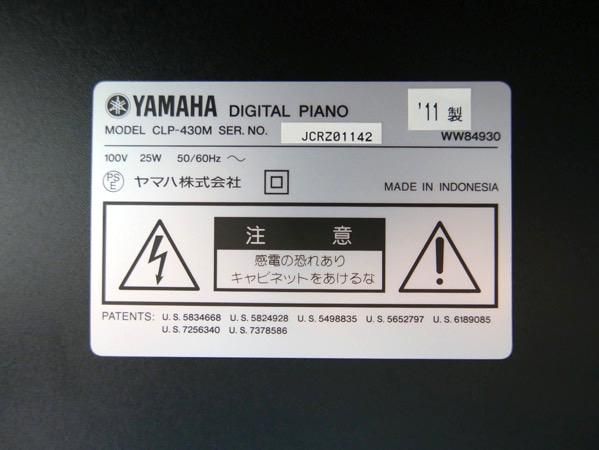 YAMAHA DIGITAL PIANO
'11 製
MODEL CLP-430M SER. NO. JCRZ01142 WW84930
100V 25W 50/60Hz ~
PSE ヤマハ株式会社 MADE IN INDONESIA
注意
感電の恐れあり
キャビネットをあけるな
PATENTS: U.S. 5834668 U.S. 5824928 U.S. 5498835 U.S. 5652797 U.S. 6189085
U.S. 7256340 U.S. 7378586